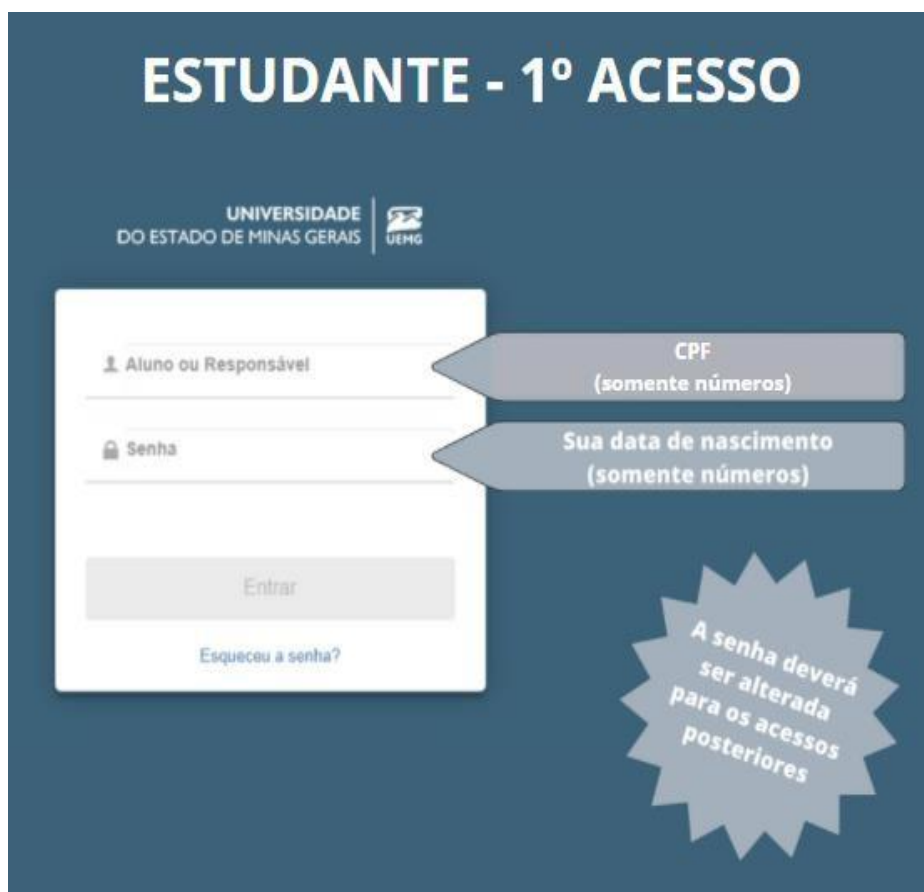 ESTUDANTE - 1º ACESSO
UNIVERSIDADE
DO ESTADO DE MINAS GERAIS
UEMG
Aluno ou Responsável
CPF
(somente números)
Senha
Sua data de nascimento
(somente números)
Entrar
Esqueceu a senha?
A senha deverá
ser alterada
para os acessos
posteriores